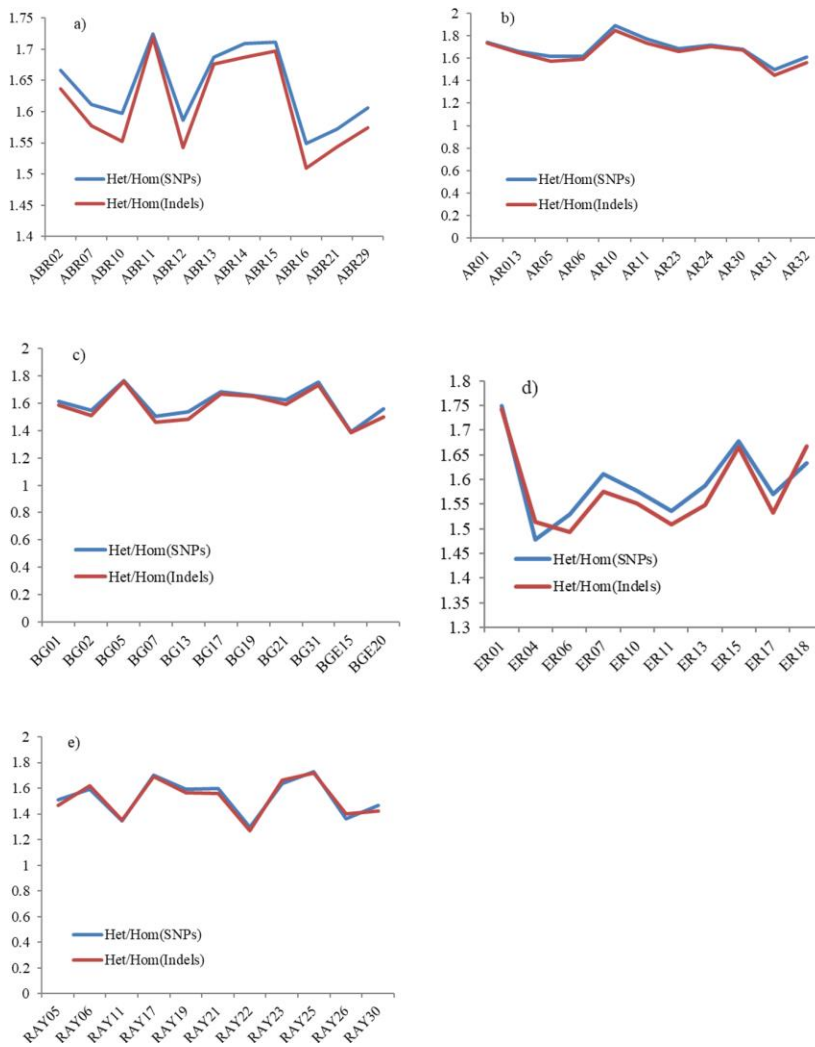 a)
1.75
1.7
1.65
1.6
1.55
1.5
1.45
1.4
Het/Hom(SNPs)
Het/Hom(Indels)
ABR02
ABR07
ABR10
ABR11
ABR12
ABR13
ABR14
ABR15
ABR16
ABR21
ABR29
b)
2
1.8
1.6
1.4
1.2
1
0.8
0.6
0.4
0.2
0
Het/Hom(SNPs)
Het/Hom(Indels)
AR01
AR013
AR05
AR06
AR10
AR11
AR23
AR24
AR30
AR31
AR32
c)
2
1.8
1.6
1.4
1.2
1
0.8
0.6
0.4
0.2
0
Het/Hom(SNPs)
Het/Hom(Indels)
BG01
BG02
BG05
BG07
BG13
BG17
BG19
BG21
BG31
BGE15
BGE20
d)
1.8
1.75
1.7
1.65
1.6
1.55
1.5
1.45
1.4
1.35
1.3
Het/Hom(SNPs)
Het/Hom(Indels)
ER01
ER04
ER06
ER07
ER10
ER11
ER13
ER15
ER17
ER18
e)
2
1.8
1.6
1.4
1.2
1
0.8
0.6
0.4
0.2
0
Het/Hom(SNPs)
Het/Hom(Indels)
RAY05
RAY06
RAY11
RAY17
RAY19
RAY21
RAY22
RAY23
RAY25
RAY26
RAY30